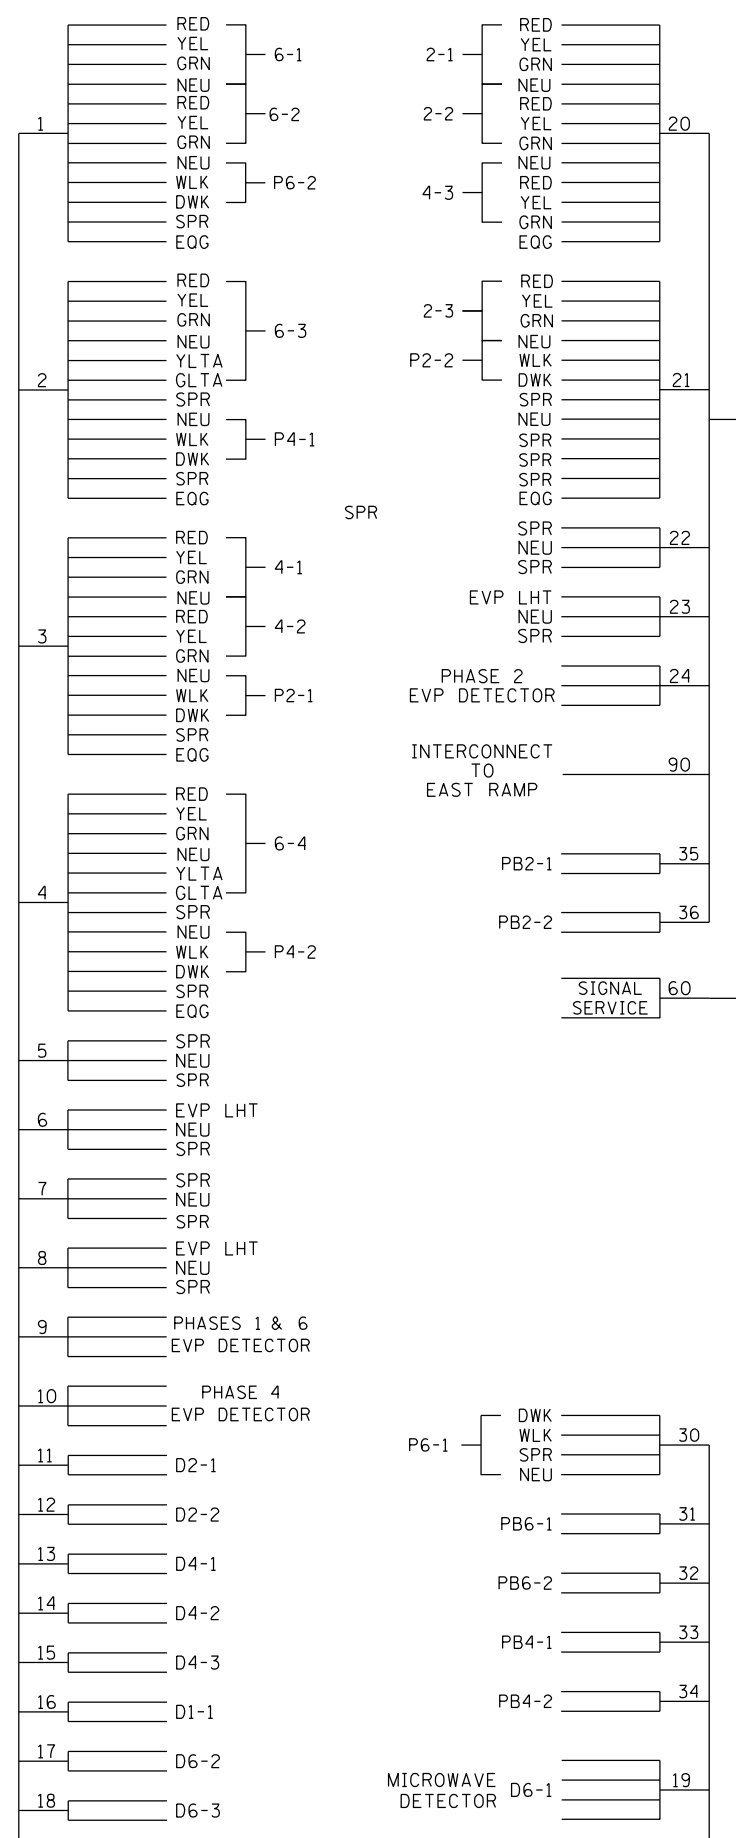 RED
YEL
6-1
GRN
NEU
RED
6-2
YEL
1
GRN
NEU
WLK
P6-2
DWK
SPR
EQG
RED
YEL
GRN
6-3
NEU
YLTA
2
GLTA
SPR
NEU
WLK
P4-1
DWK
SPR
EQG
RED
YEL
4-1
GRN
NEU
RED
4-2
3
YEL
GRN
NEU
WLK
P2-1
DWK
SPR
EQG
RED
YEL
GRN
6-4
NEU
YLTA
4
GLTA
SPR
NEU
WLK
P4-2
DWK
SPR
EQG
SPR
5
NEU
SPR
EVP LHT
6
NEU
SPR
SPR
7
NEU
SPR
EVP LHT
8
NEU
SPR
9
PHASES 1 & 6
EVP DETECTOR
10
PHASE 4
EVP DETECTOR
11
D2-1
12
D2-2
13
D4-1
14
D4-2
15
D4-3
16
D1-1
17
D6-2
18
D6-3
SPR
RED
2-1
YEL
GRN
NEU
RED
2-2
YEL
20
GRN
NEU
4-3
RED
YEL
GRN
EQG
RED
YEL
2-3
GRN
NEU
P2-2
WLK
DWK
21
SPR
NEU
SPR
SPR
SPR
EQG
SPR
22
NEU
SPR
EVP LHT
23
NEU
SPR
PHASE 2
24
EVP DETECTOR
INTERCONNECT
TO
90
EAST RAMP
PB2-1
35
PB2-2
36
SIGNAL
60
SERVICE
DWK
P6-1
WLK
30
SPR
NEU
PB6-1
31
PB6-2
32
PB4-1
33
PB4-2
34
MICROWAVE
D6-1
19
DETECTOR